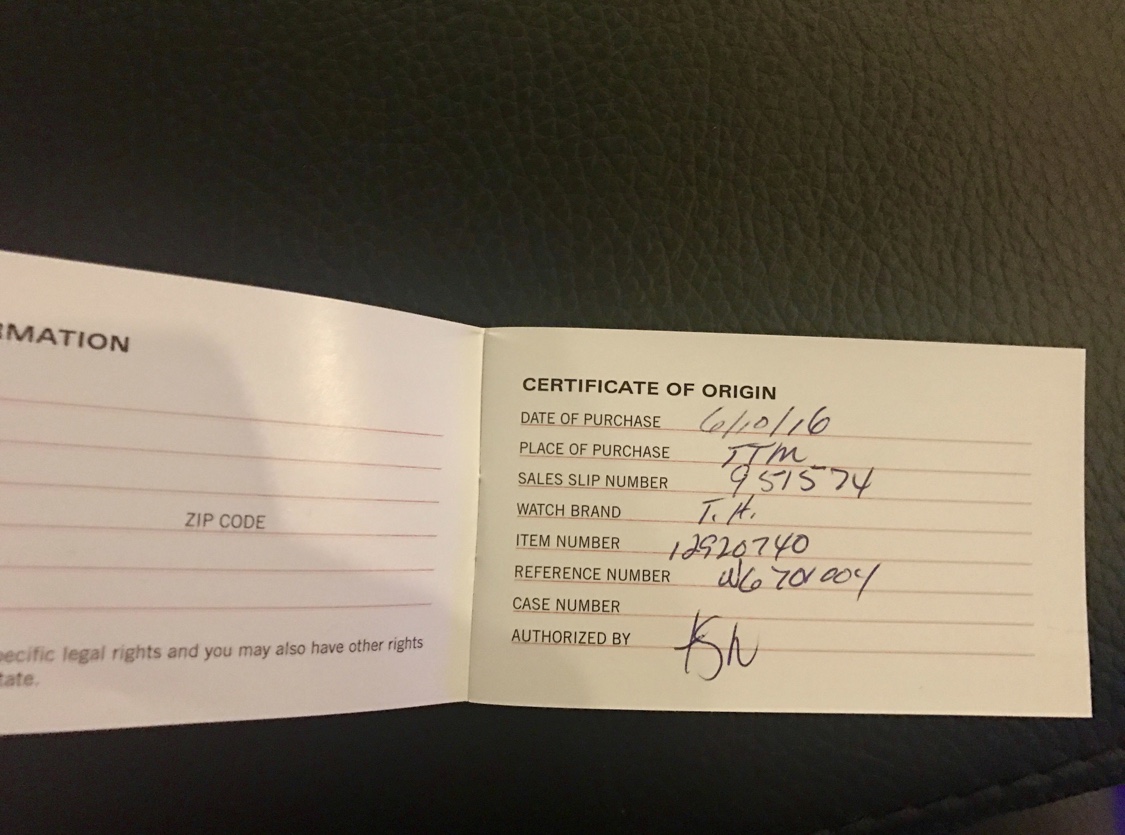 RMATION
ZIP CODE
ecific legal rights and you may also have other rights
tate.
CERTIFICATE OF ORIGIN
DATE OF PURCHASE 6/10/16
PLACE OF PURCHASE TTM
SALES SLIP NUMBER 951574
WATCH BRAND T.H.
ITEM NUMBER 12920740
REFERENCE NUMBER
CASE NUMBER
AUTHORIZED BY